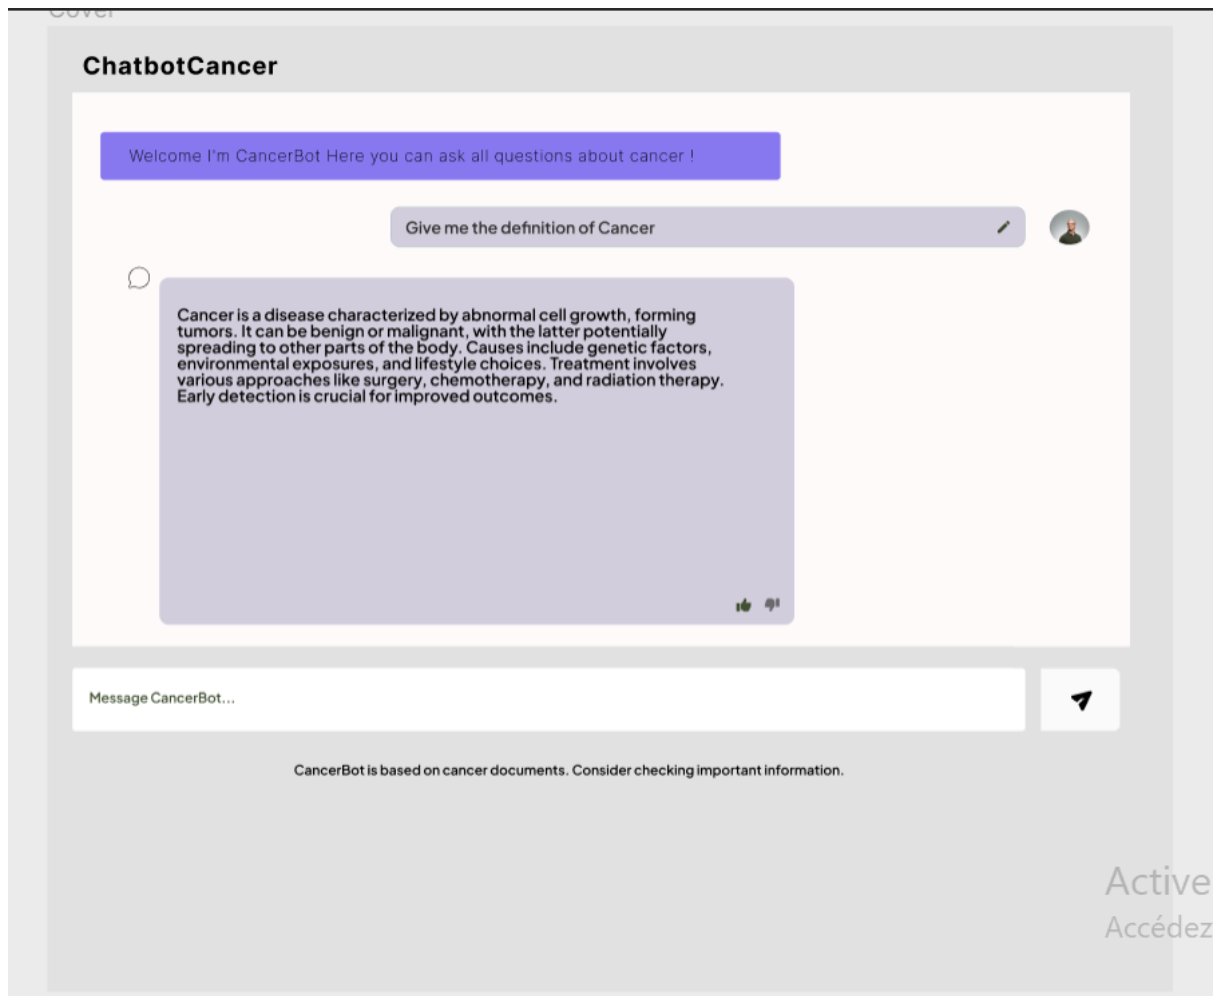 Cover
ChatbotCancer
Welcome I'm CancerBot Here you can ask all questions about cancer !
Give me the definition of Cancer
Cancer is a disease characterized by abnormal cell growth, forming
tumors. It can be benign or malignant, with the latter potentially
spreading to other parts of the body. Causes include genetic factors,
environmental exposures, and lifestyle choices. Treatment involves
various approaches like surgery, chemotherapy, and radiation therapy.
Early detection is crucial for improved outcomes.
Message CancerBot...
CancerBot is based on cancer documents. Consider checking important information.
Active
Accédez